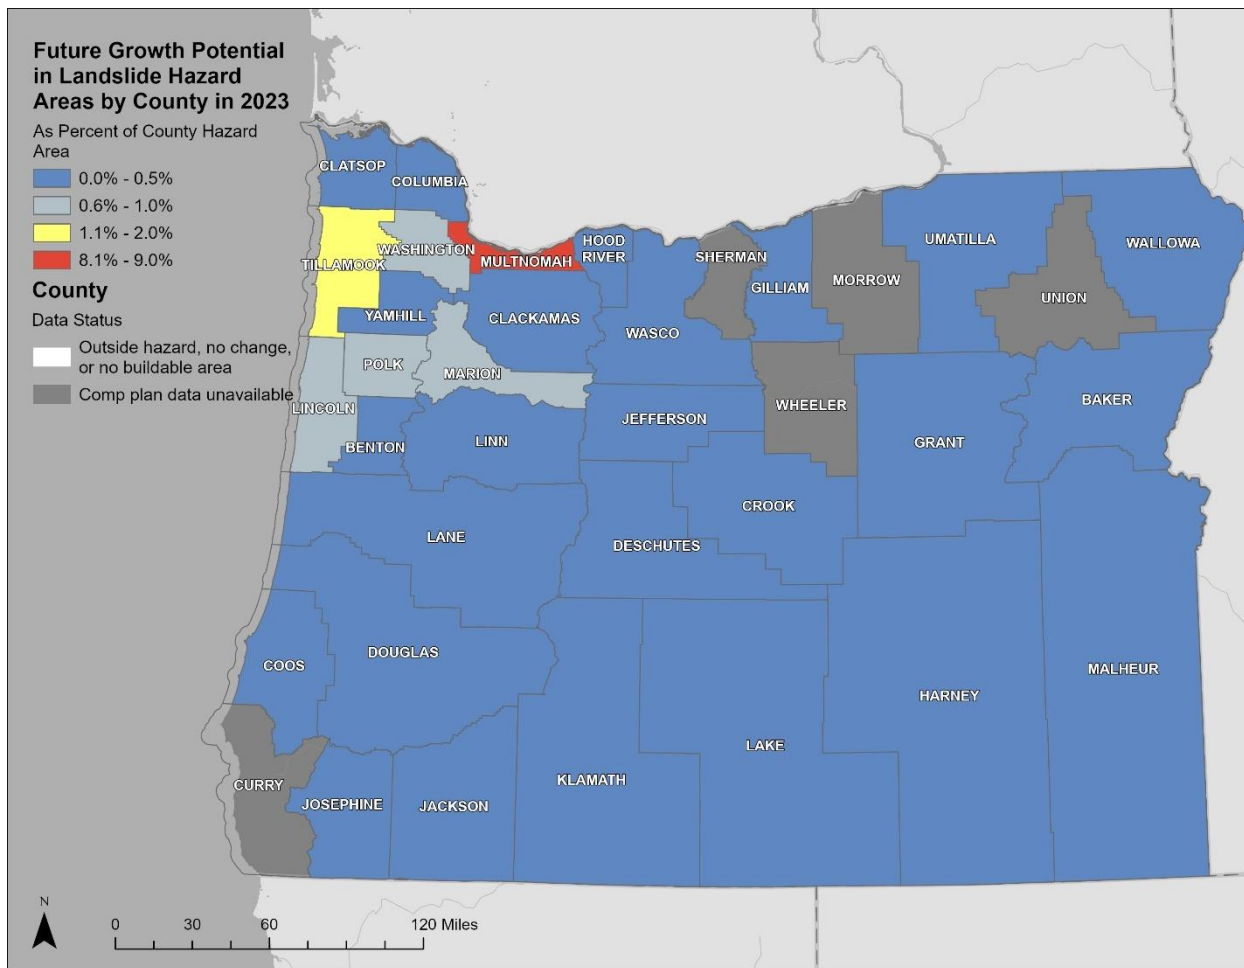 Future Growth Potential
in Landslide Hazard
Areas by County in 2023
As Percent of County Hazard
Area
0.0% - 0.5%
0.6% - 1.0%
1.1% - 2.0%
8.1% - 9.0%
County
Data Status
Outside hazard, no change,
or no buildable area
Comp plan data unavailable
CLATSOP
COLUMBIA
TILLAMOOK
WASHINGTON
MULTNOMAH
HOOD
RIVER
SHERMAN
GILLIAM
MORROW
UMATILLA
UNION
WALLOWA
YAMHILL
CLACKAMAS
WASCO
POLK
MARION
LINCOLN
BENTON
LINN
JEFFERSON
WHEELER
GRANT
BAKER
LANE
DESCHUTES
CROOK
COOS
DOUGLAS
CURRY
JOSEPHINE
JACKSON
KLAMATH
LAKE
HARNEY
MALHEUR
N
0 30 60 120 Miles